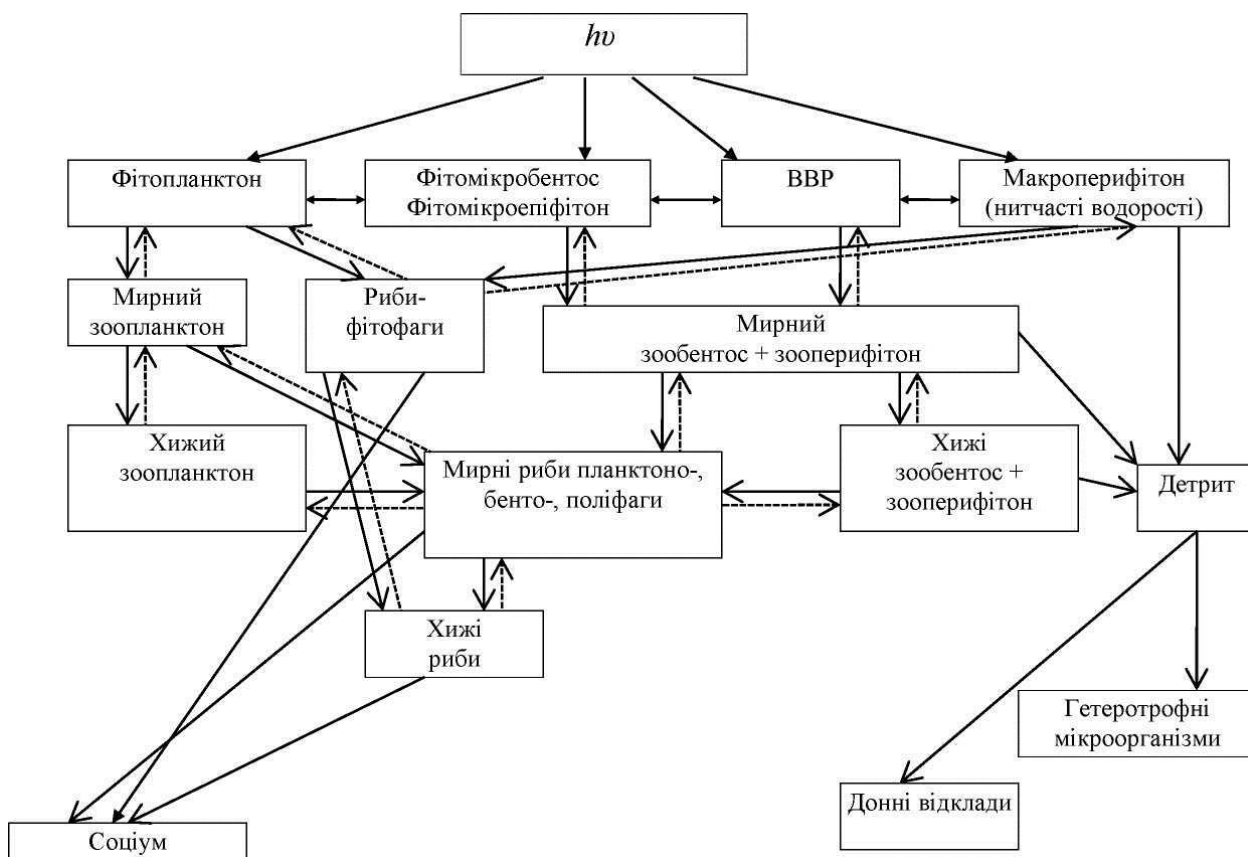 hυ
Фітопланктон
Фітомікробентос
Фітомікроепіфітон
ВВР
Макроперифітон
(нитчасті водорості)
Мирний
зоопланктон
Риби-
фітофаги
Мирний
зообентос + зооперифітон
Хижий
зоопланктон
Мирні риби планктоно-,
бенто-, поліфаги
Хижі
зообентос +
зооперифітон
Детрит
Хижі
риби
Гетеротрофні
мікроорганізми
Донні відклади
Соціум